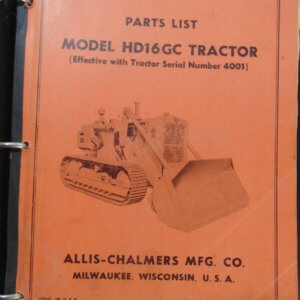 PARTS LIST
MODEL HD16GC TRACTOR
(Effective with Tractor Serial Number 4001)
ALLIS-CHALMERS MFG. CO.
MILWAUKEE, WISCONSIN, U. S. A.